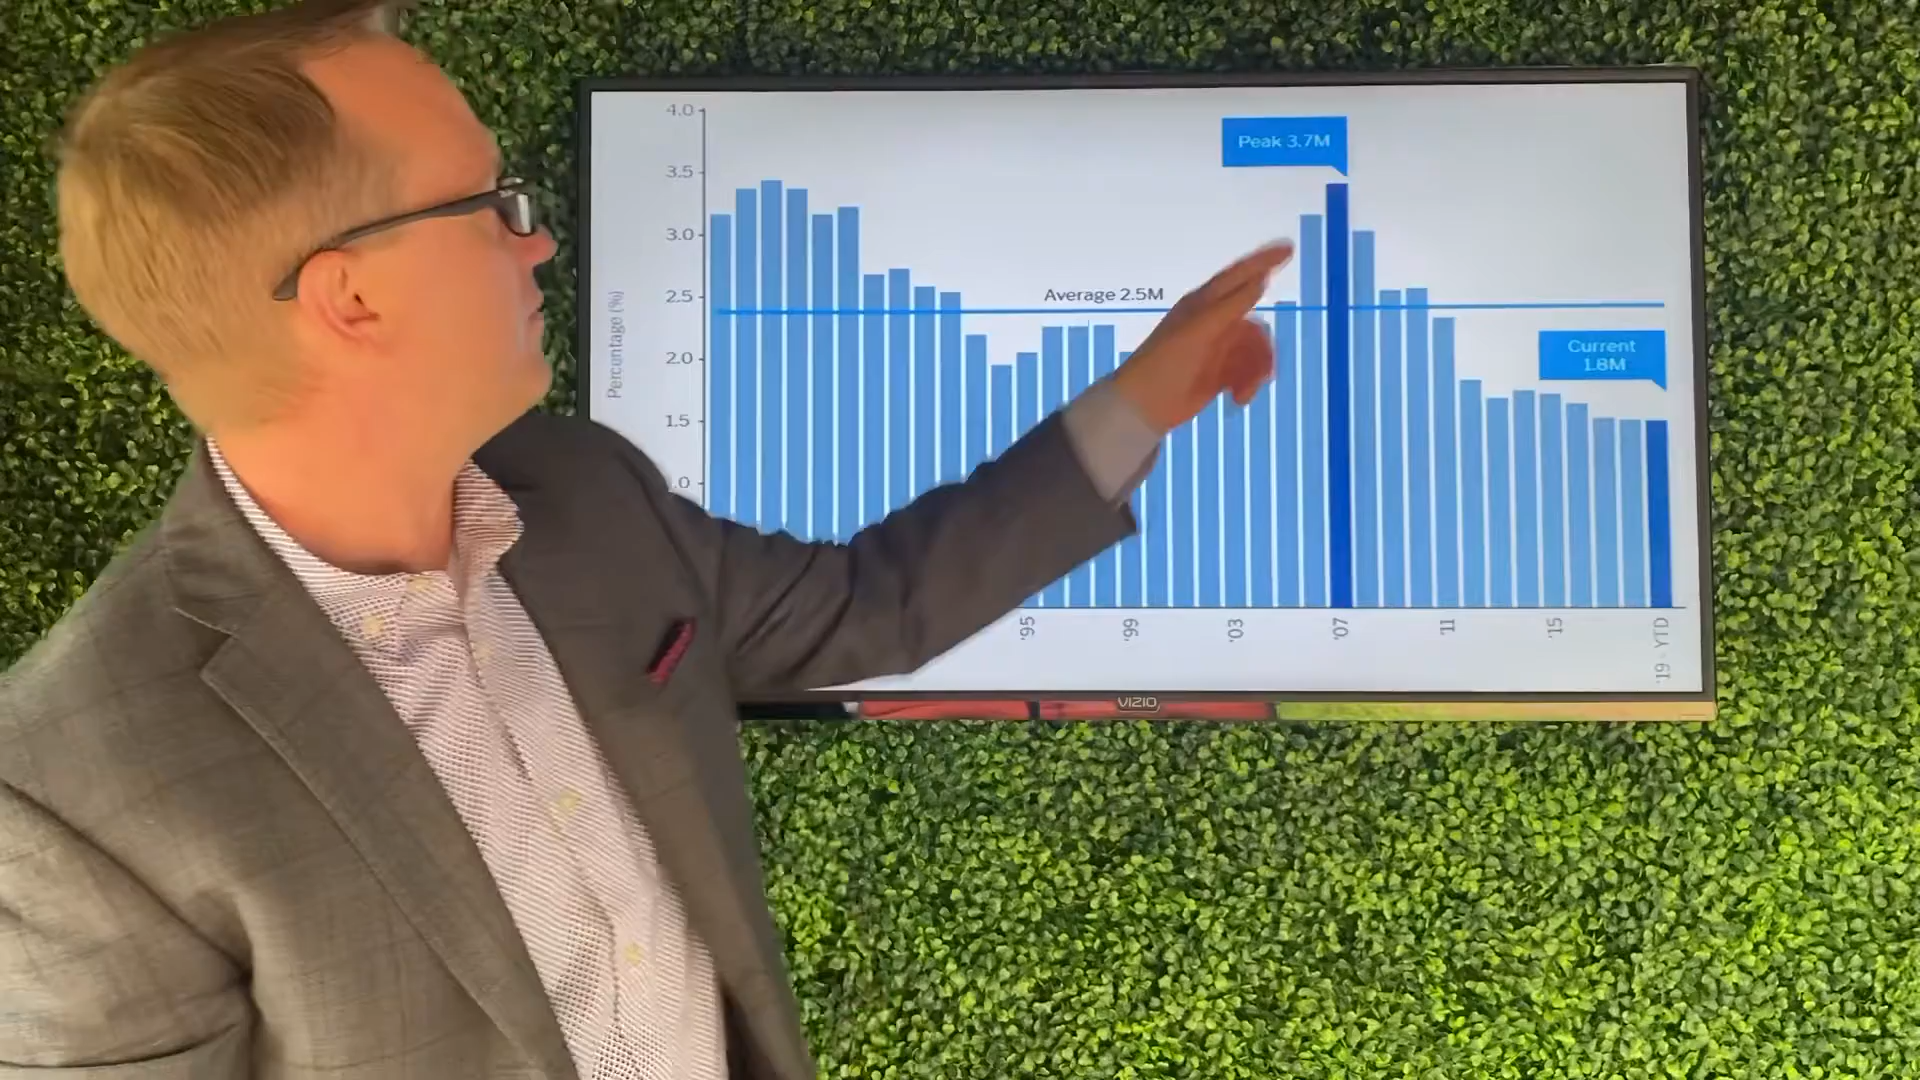 4.0
Peak 3.7M
3.5
3.0
Average 2.5M
2.5
Percentage (%)
Current
1.8M
2.0
1.5
.0
'95
'99
'03
'07
'11
'15
'19 - YTD
VIZIO